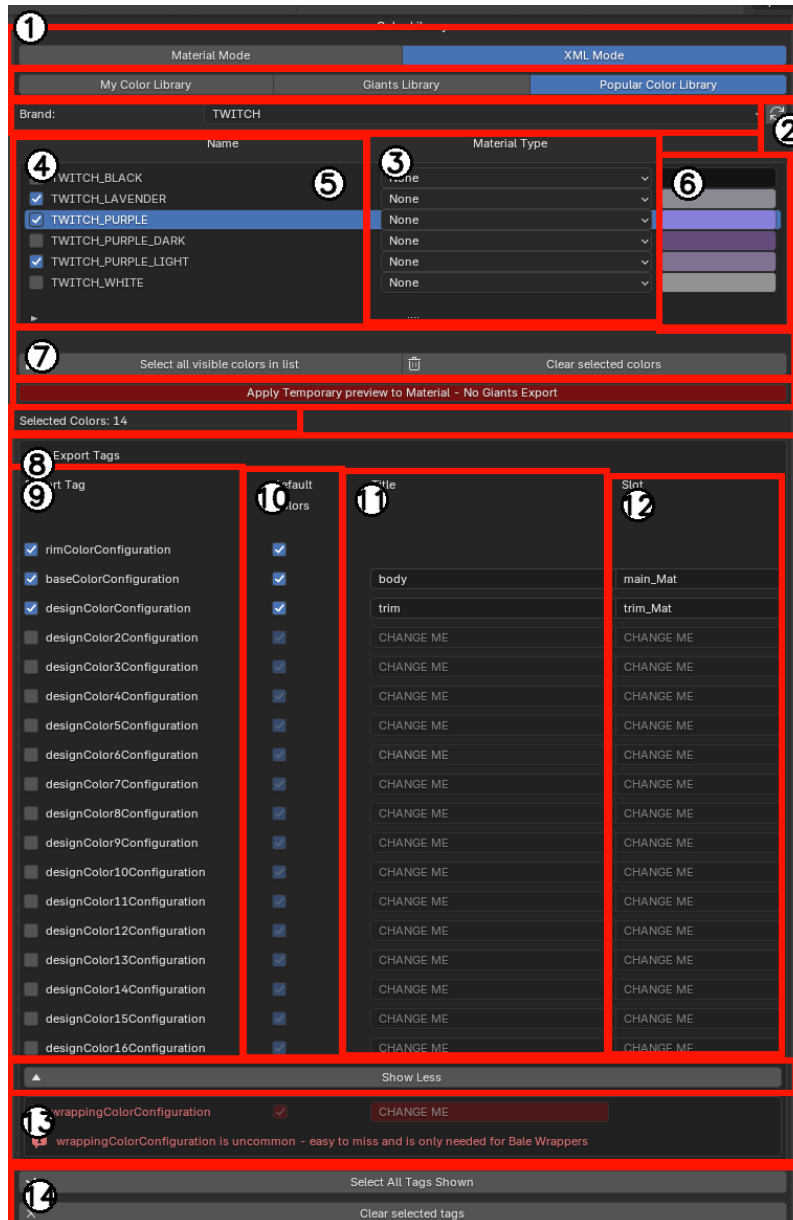 1
Material Mode XML Mode
My Color Library Giants Library Popular Color Library
Brand: TWITCH
2
Name Material Type
4 5 3 6
TWITCH_BLACK None
TWITCH_LAVENDER None
TWITCH_PURPLE None
TWITCH_PURPLE_DARK None
TWITCH_PURPLE_LIGHT None
TWITCH_WHITE None
7
Select all visible colors in list Clear selected colors
Apply Temporary preview to Material - No Giants Export
Selected Colors: 14
8 Export Tags
9 Tag 10 11 Title 12 Slot
rimColorConfiguration
baseColorConfiguration body main_Mat
designColorConfiguration trim trim_Mat
designColor2Configuration CHANGE ME CHANGE ME
designColor3Configuration CHANGE ME CHANGE ME
designColor4Configuration CHANGE ME CHANGE ME
designColor5Configuration CHANGE ME CHANGE ME
designColor6Configuration CHANGE ME CHANGE ME
designColor7Configuration CHANGE ME CHANGE ME
designColor8Configuration CHANGE ME CHANGE ME
designColor9Configuration CHANGE ME CHANGE ME
designColor10Configuration CHANGE ME CHANGE ME
designColor11Configuration CHANGE ME CHANGE ME
designColor12Configuration CHANGE ME CHANGE ME
designColor13Configuration CHANGE ME CHANGE ME
designColor14Configuration CHANGE ME CHANGE ME
designColor15Configuration CHANGE ME CHANGE ME
designColor16Configuration CHANGE ME CHANGE ME
Show Less
13
wrappingColorConfiguration CHANGE ME
wrappingColorConfiguration is uncommon - easy to miss and is only needed for Bale Wrappers
14
Select All Tags Shown
Clear selected tags